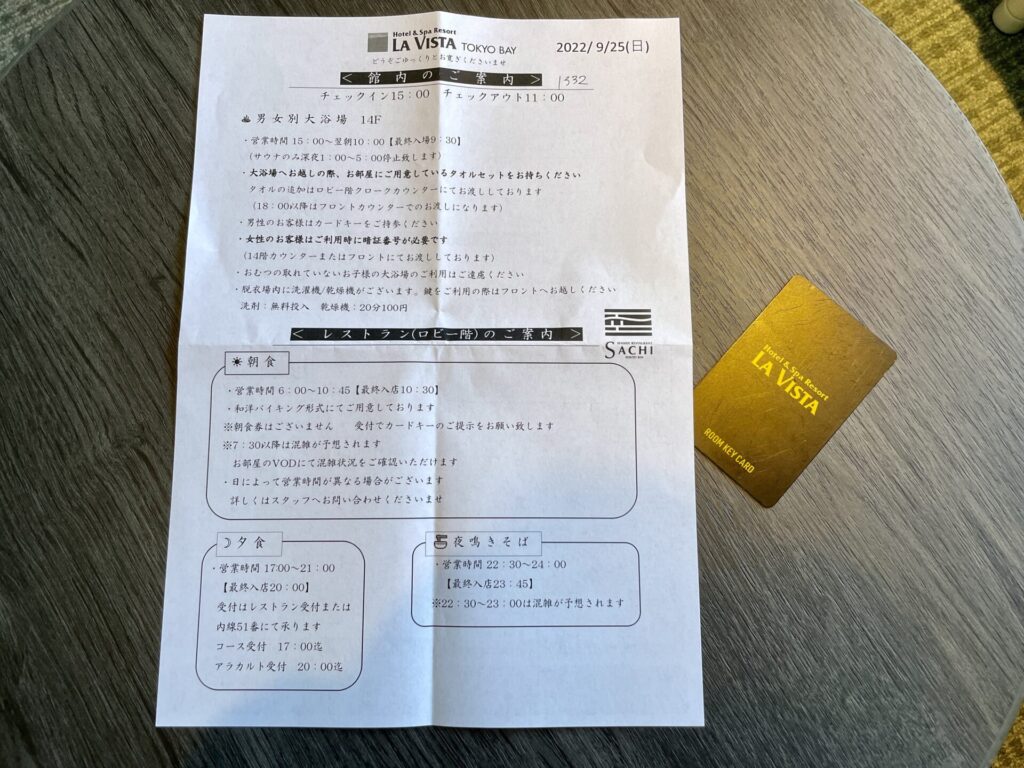 Hotel & Spa Resort
LA VISTA TOKYO BAY
2022/ 9/25(日)
どうぞごゆっくりとお寛ぎくださいませ
< 館内のご案内 > 1332
チェックイン15:00 チェックアウト11:00
♨男女別大浴場 14F
・営業時間 15:00~翌朝10:00【最終入場9:30】
(サウナのみ深夜1:00~5:00停止致します)
・大浴場へお越しの際、お部屋にご用意しているタオルセットをお持ちください
タオルの追加はロビー階クロークカウンターにてお渡ししております
(18:00以降はフロントカウンターでのお渡しになります)
・男性のお客様はカードキーをご持参ください
・女性のお客様はご利用時に暗証番号が必要です
(14階カウンターまたはフロントにてお渡ししております)
・おむつの取れていないお子様の大浴場のご利用はご遠慮ください
・脱衣場内に洗濯機/乾燥機がございます。鍵をご利用の際はフロントへお越しください
洗剤:無料投入 乾燥機:20分100円
< レストラン(ロビー階)のご案内 >
SACHI
☀朝食
・営業時間 6:00~10:45【最終入店10:30】
・和洋バイキング形式にてご用意しております
※朝食券はございません 受付でカードキーのご提示をお願い致します
※7:30以降は混雑が予想されます
お部屋のVODにて混雑状況をご確認いただけます
・日によって営業時間が異なる場合がございます
詳しくはスタッフへお問い合わせくださいませ
☽夕食
・営業時間 17:00~21:00
【最終入店20:00】
受付はレストラン受付または
内線51番にて承ります
コース受付 17:00迄
アラカルト受付 20:00迄
夜鳴きそば
・営業時間 22:30~24:00
【最終入店23:45】
※22:30~23:00は混雑が予想されます
Hotel & Spa Resort
LA VISTA
ROOM KEY CARD